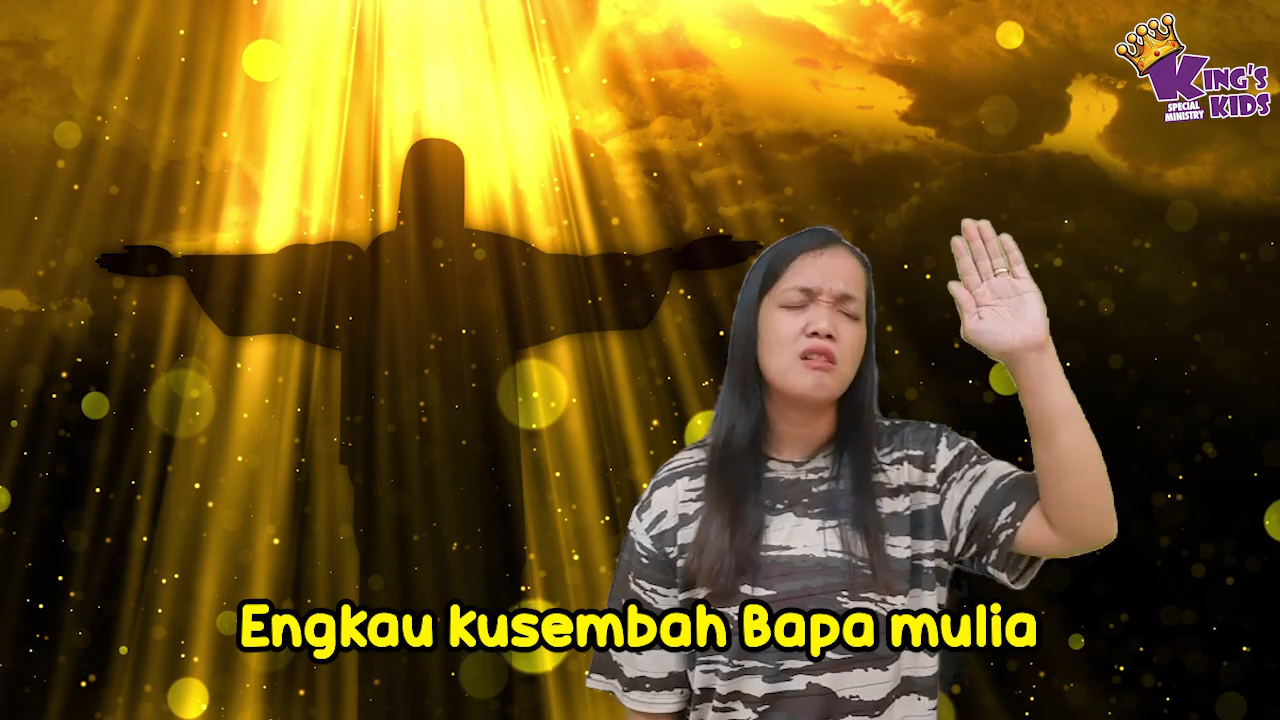 KING'S
KIDS
SPECIAL
MINISTRY
Engkau kusembah Bapa mulia